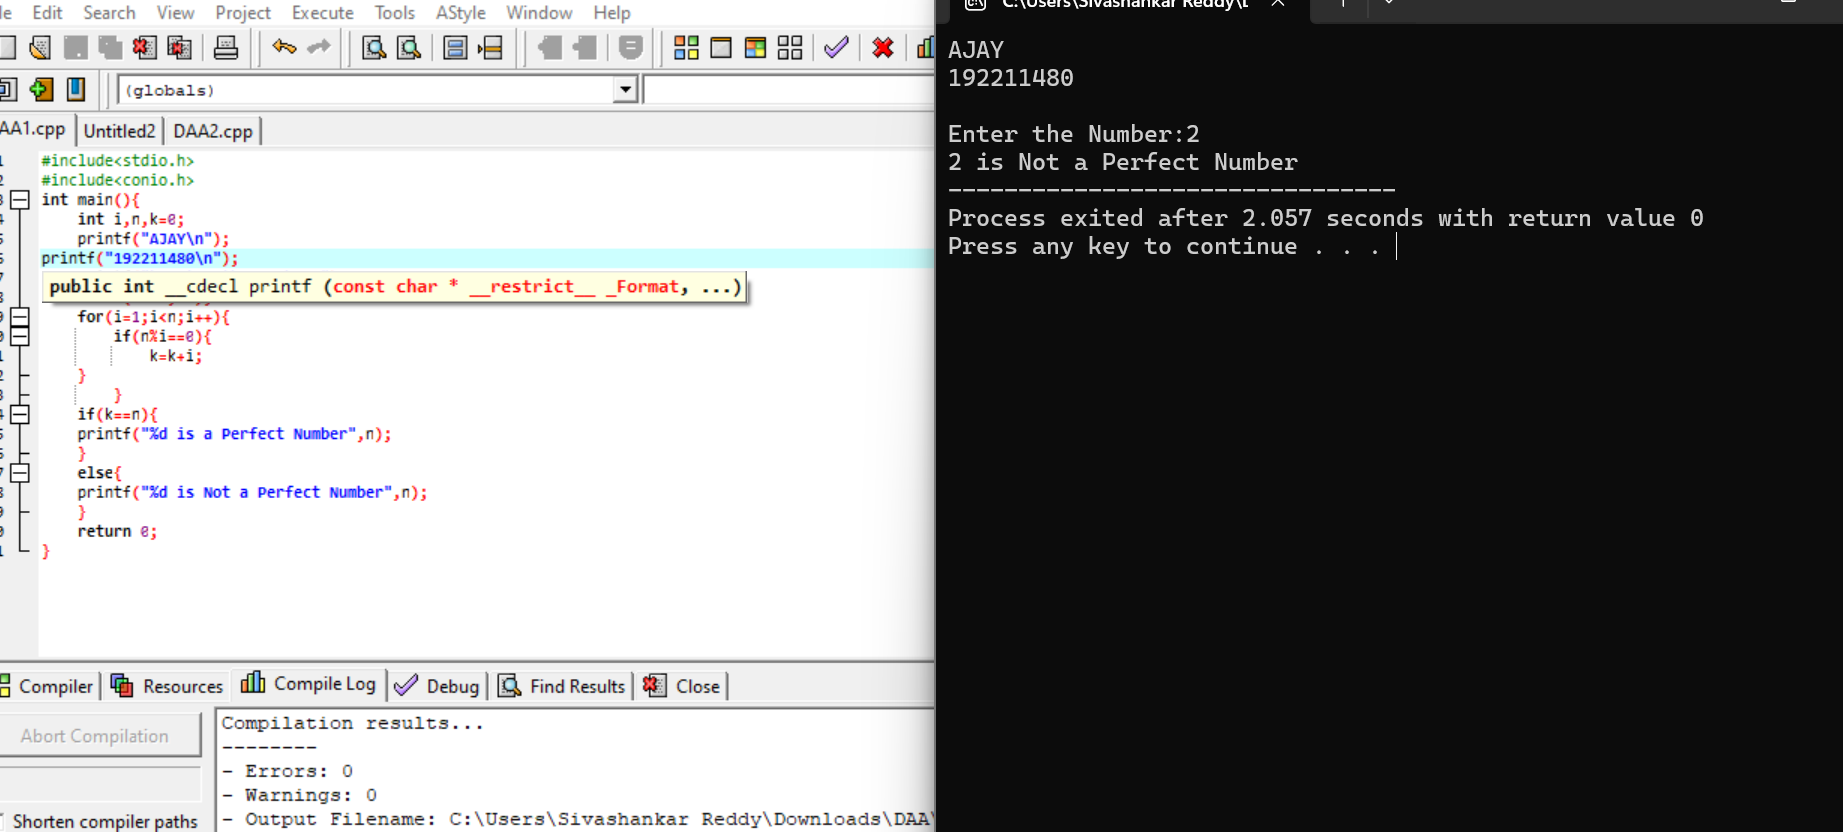 Edit Search View Project Execute Tools AStyle Window Help
(globals)
Untitled2 DAA2.cpp
#include<stdio.h>
#include<conio.h>
int main(){
int i,n,k=0;
printf("AJAY\n");
printf("192211480\n");
public int __cdecl printf (const char * __restrict__ _Format, ...)
for(i=1;i<n;i++){
if(n%i==0){
k=k+i;
}
}
if(k==n){
printf("%d is a Perfect Number",n);
}
else{
printf("%d is Not a Perfect Number",n);
}
return 0;
}
Compiler Resources Compile Log Debug Find Results Close
Abort Compilation
Shorten compiler paths
Compilation results...
--------
- Errors: 0
- Warnings: 0
- Output Filename: C:\Users\Sivashankar Reddy\Downloads\DAA\
C:\Users\Sivashankar Reddy\
AJAY
192211480
Enter the Number:2
2 is Not a Perfect Number
--------------------------------
Process exited after 2.057 seconds with return value 0
Press any key to continue . . .